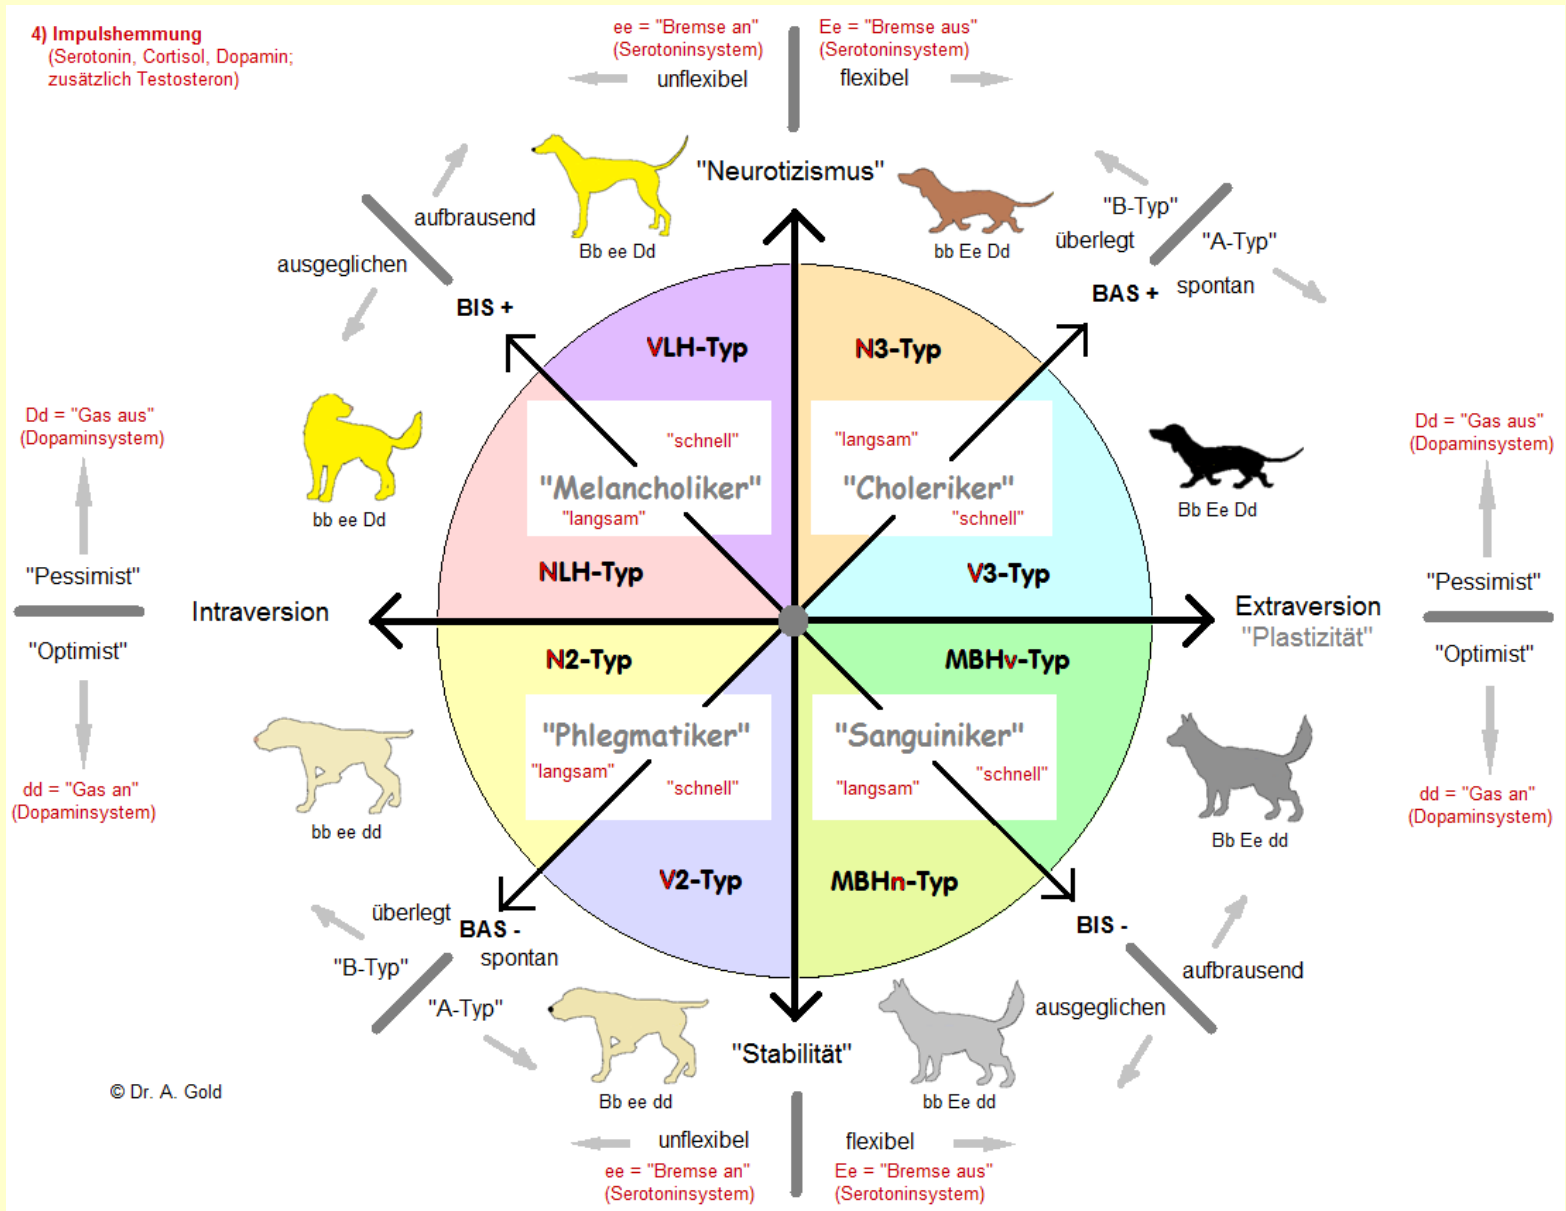 4) Impulshemmung
(Serotonin, Cortisol, Dopamin;
zusätzlich Testosteron)
ee = "Bremse an"
(Serotoninsystem)
unflexibel
Ee = "Bremse aus"
(Serotoninsystem)
flexibel
"Neurotizismus"
aufbrausend
ausgeglichen
BIS +
Bb ee Dd
bb Ee Dd
"B-Typ"
überlegt
"A-Typ"
spontan
BAS +
VLH-Typ
N3-Typ
Dd = "Gas aus"
(Dopaminsystem)
bb ee Dd
"schnell"
"Melancholiker"
"langsam"
"langsam"
"Choleriker"
"schnell"
Bb Ee Dd
Dd = "Gas aus"
(Dopaminsystem)
"Pessimist"
"Optimist"
Intraversion
NLH-Typ
V3-Typ
Extraversion
"Plastizität"
"Pessimist"
"Optimist"
N2-Typ
MBHv-Typ
"Phlegmatiker"
"langsam"
"schnell"
"Sanguiniker"
"schnell"
"langsam"
dd = "Gas an"
(Dopaminsystem)
bb ee dd
Bb Ee dd
dd = "Gas an"
(Dopaminsystem)
V2-Typ
MBHn-Typ
überlegt
BAS -
spontan
"B-Typ"
"A-Typ"
BIS -
aufbrausend
ausgeglichen
"Stabilität"
Bb ee dd
bb Ee dd
© Dr. A. Gold
unflexibel
ee = "Bremse an"
(Serotoninsystem)
flexibel
Ee = "Bremse aus"
(Serotoninsystem)